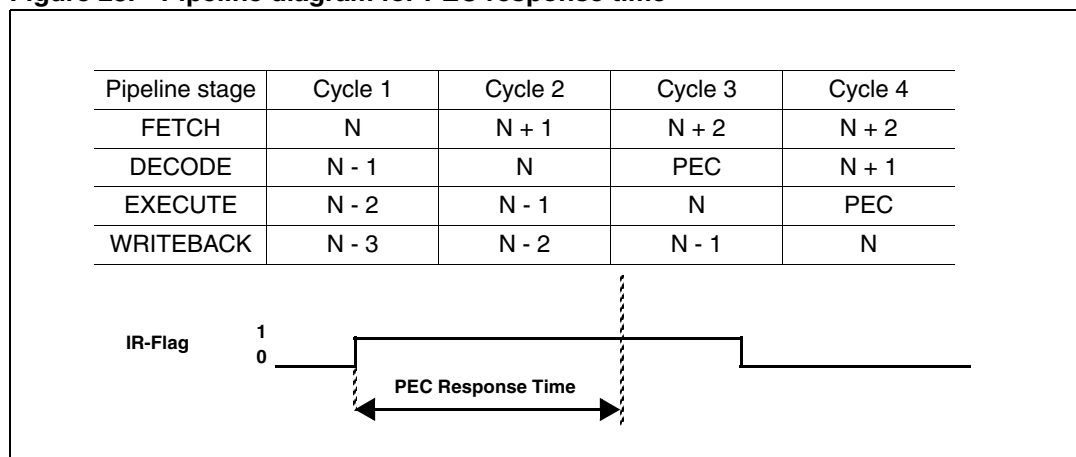 Pipeline stage Cycle 1 Cycle 2 Cycle 3 Cycle 4
FETCH N N + 1 N + 2 N + 2
DECODE N - 1 N PEC N + 1
EXECUTE N - 2 N - 1 N PEC
WRITEBACK N - 3 N - 2 N - 1 N
IR-Flag
1
0
PEC Response Time